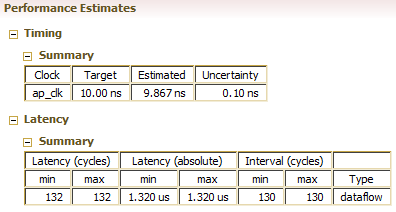 Performance Estimates
Timing
Summary
Clock Target Estimated Uncertainty
ap_clk 10.00 ns 9.867 ns 0.10 ns
Latency
Summary
Latency (cycles) Latency (absolute) Interval (cycles)
min max min max min max Type
132 132 1.320 us 1.320 us 130 130 dataflow